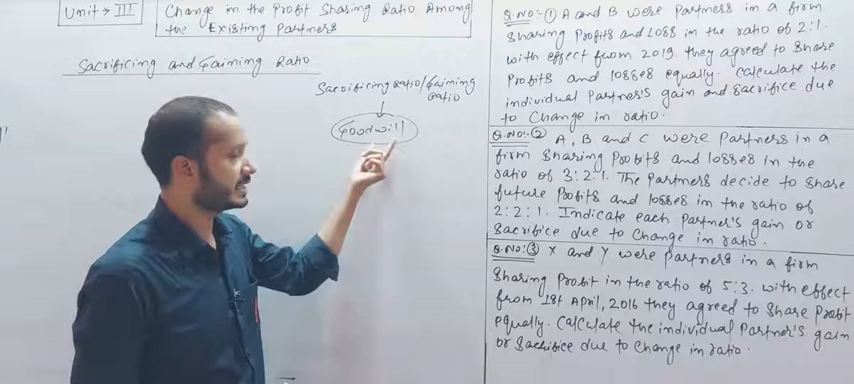 Unit → III
Change in the Profit Sharing Ratio Among
the Existing Partners
Sacrificing and Gaining Ratio
Sacrificing Ratio/Gaining
Ratio
Goodwill
Q.No:- ① A and B were Partners in a firm
Sharing Profits and Loss in the ratio of 2:1.
with effect from 2019 they agreed to share
Profits and losses equally. Calculate the
individual Partner's gain and Sacrifice due
to Change in ratio.
Q.No:- ② A, B and C were Partners in a
firm Sharing Profits and losses in the
ratio of 3:2:1. The Partners decide to share
future Profits and losses in the ratio of
2:2:1. Indicate each Partner's gain or
Sacrifice due to Change in ratio.
Q.No: ③ X and Y were Partners in a firm
Sharing Profit in the ratio of 5:3. with effect
from 1st April, 2016 they agreed to Share Profit
equally. Calculate the individual Partner's gain
or Sacrifice due to Change in ratio.